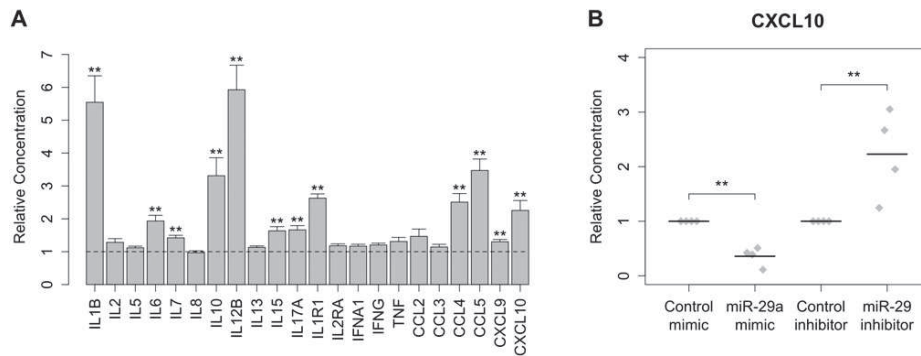 A
Relative Concentration
7
6
5
4
3
2
1
0
** ** ** ** ** ** ** ** ** ** ** ** **
IL1B
IL2
IL5
IL6
IL7
IL8
IL10
IL12B
IL13
IL15
IL17A
IL1R1
IL2RA
IFNA1
IFNG
TNF
CCL2
CCL3
CCL4
CCL5
CXCL9
CXCL10
B
CXCL10
Relative Concentration
4
3
2
1
0
**
**
Control
mimic
miR-29a
mimic
Control
inhibitor
miR-29
inhibitor